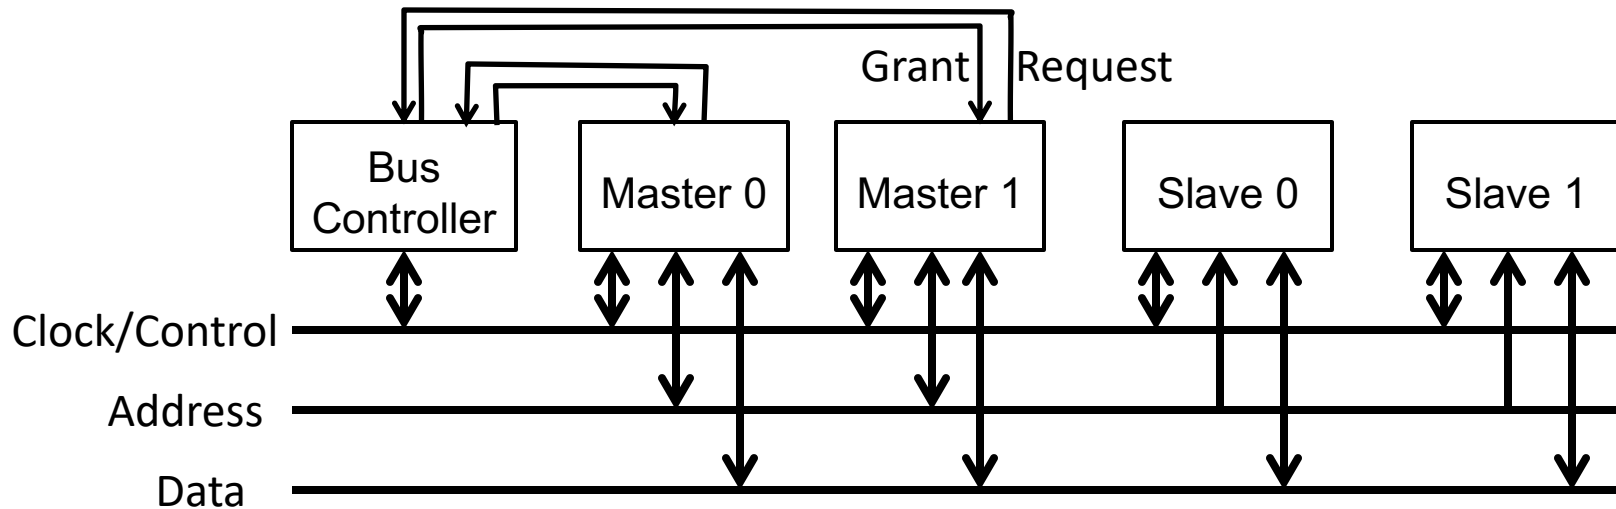 Grant Request
Bus
Controller
Master 0
Master 1
Slave 0
Slave 1
Clock/Control
Address
Data